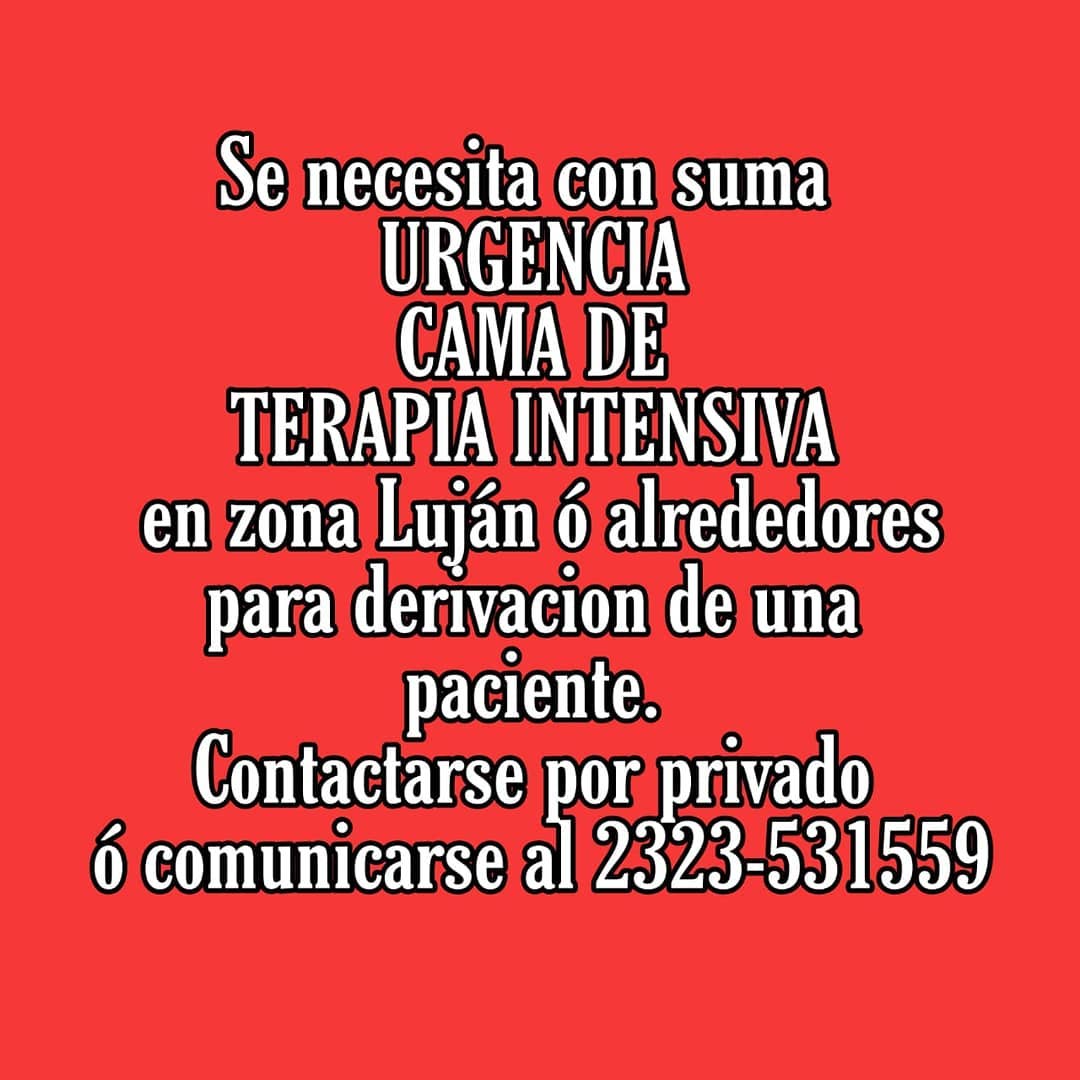 Se necesita con suma
URGENCIA
CAMA DE
TERAPIA INTENSIVA
en zona Luján ó alrededores
para derivacion de una
paciente.
Contactarse por privado
ó comunicarse al 2323-531559